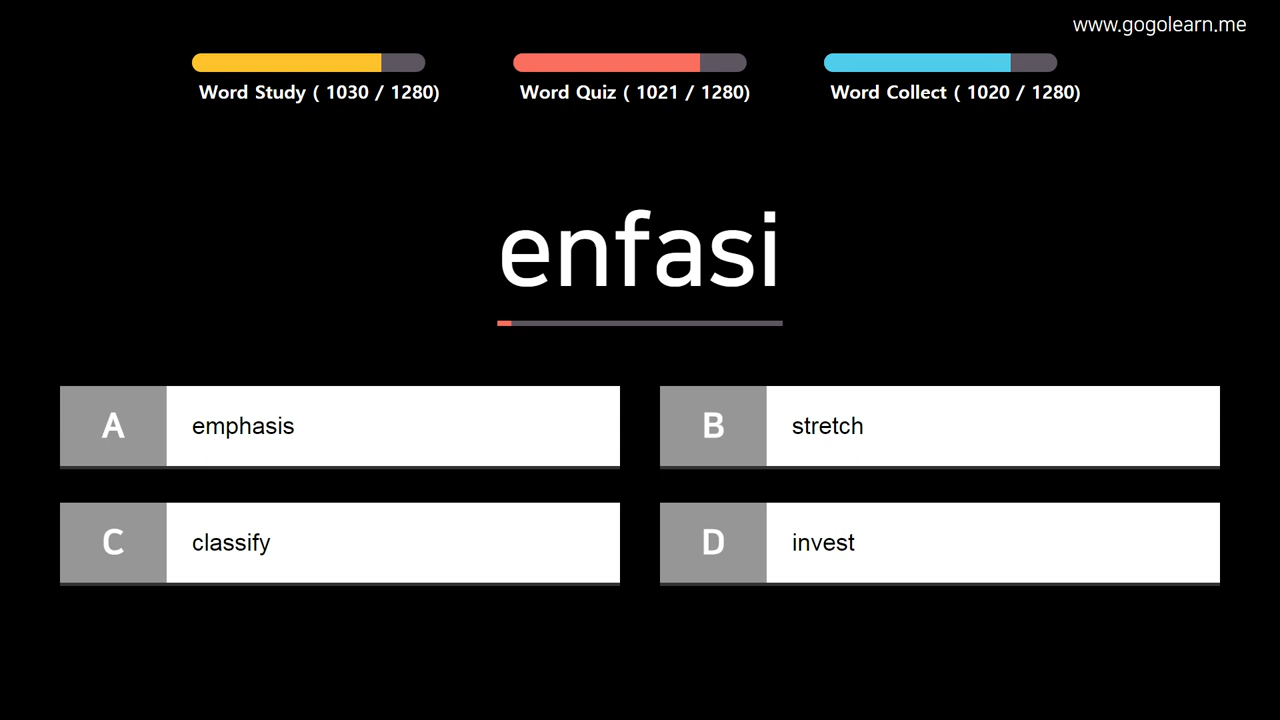 www.gogolearn.me
Word Study ( 1030 / 1280)
Word Quiz ( 1021 / 1280)
Word Collect ( 1020 / 1280)
enfasi
A emphasis
B stretch
C classify
D invest